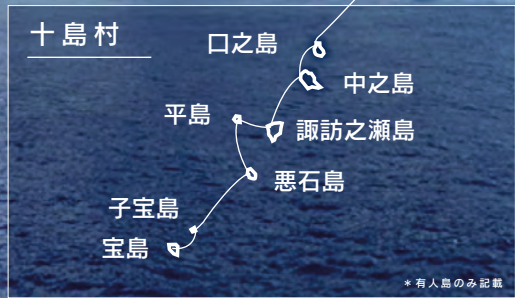 十島村
口之島
中之島
平島
諏訪之瀬島
悪石島
子宝島
宝島
＊有人島のみ記載